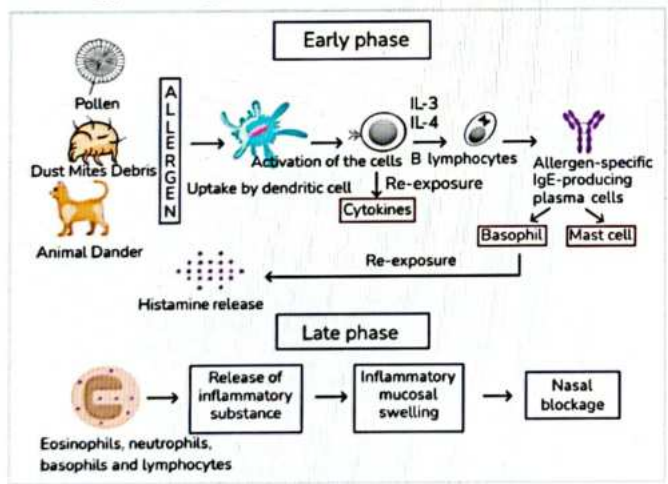 Early phase
Pollen
Dust Mites Debris
Animal Dander
ALLERGEN
Uptake by dendritic cell
Activation of the cells
IL-3
IL-4
B lymphocytes
Re-exposure
Cytokines
Allergen-specific
IgE-producing
plasma cells
Basophil
Mast cell
Re-exposure
Histamine release
Late phase
Eosinophils, neutrophils,
basophils and lymphocytes
Release of
inflammatory
substance
Inflammatory
mucosal
swelling
Nasal
blockage